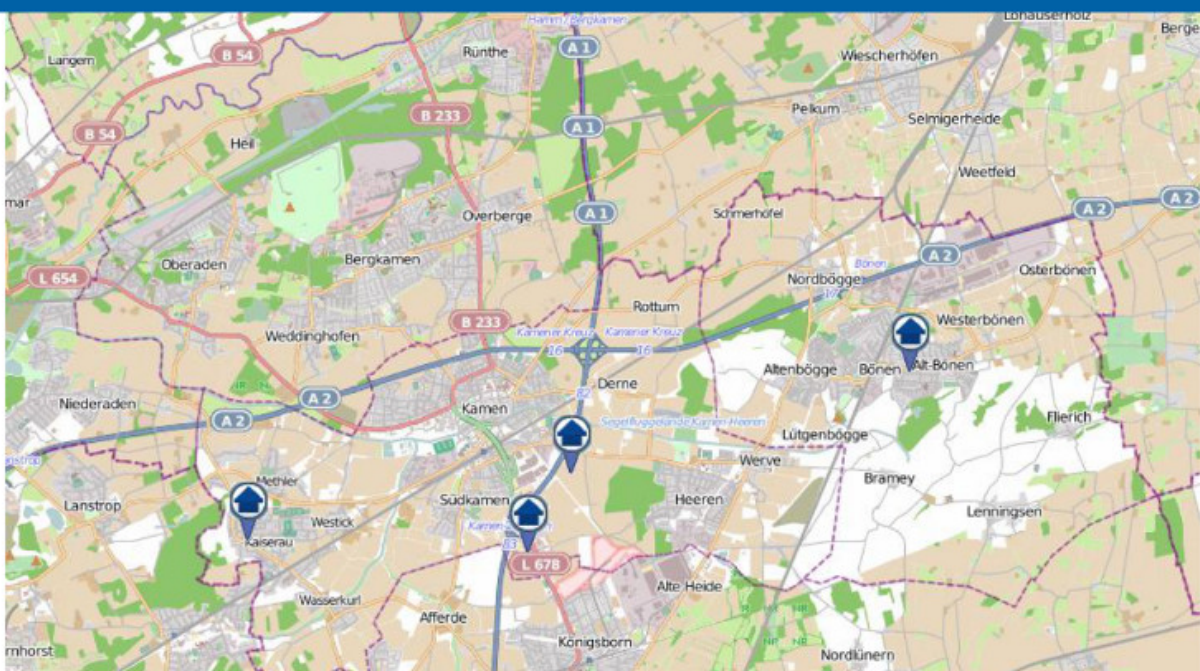 Hamm / Bergkamen
Lohauserholz
Langern
B 54
Rünthe
A 1
Wiescherhöfen
Berge
B 54
B 233
A 1
Pelkum
Selmigerheide
Heil
Weetfeld
mar
Overberge
A 1
Schmerhöfel
A 2
A 2
L 654
Oberaden
Bergkamen
Nordbögge
Bönen
A 2
Osterbönen
17
Rottum
B 233
Weddinghofen
Kamener Kreuz
Kamener Kreuz
Westerbönen
16
16
Altenbögge
Bönen
Alt-Bönen
Derne
82
Niederaden
A 2
A 2
Kamen
Segelfluggelände Kamen-Heeren
Flierich
Lütgenbögge
Werve
Methler
Bramey
Lanstrop
Westick
Südkamen
Heeren
Lenningsen
Kamen
83
Kaiserau
L 678
Alte Heide
Wasserkurl
Afferde
Königsborn
Nordlünern
rnhorst